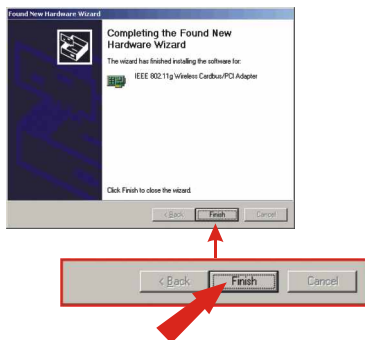 Found New Hardware Wizard
Completing the Found New
Hardware Wizard
The wizard has finished installing the software for:
IEEE 802.11g Wireless Cardbus/PCI Adapter
Click Finish to close the wizard.
< Back Finish Cancel
< Back Finish Cancel